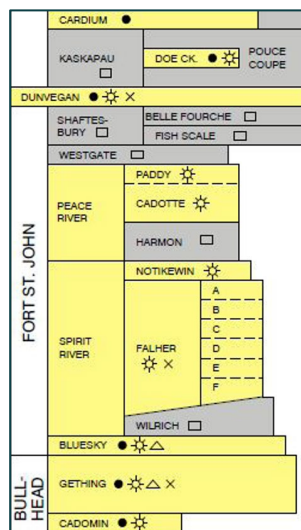 CARDIUM
KASKAPAU
DOE CK.
POUCE
COUPE
DUNVEGAN
SHAFTES-
BURY
BELLE FOURCHE
FISH SCALE
WESTGATE
FORT ST. JOHN
PEACE
RIVER
PADDY
CADOTTE
HARMON
SPIRIT
RIVER
NOTIKEWIN
FALHER
A
B
C
D
E
F
WILRICH
BLUESKY
BULL-
HEAD
GETHING
CADOMIN